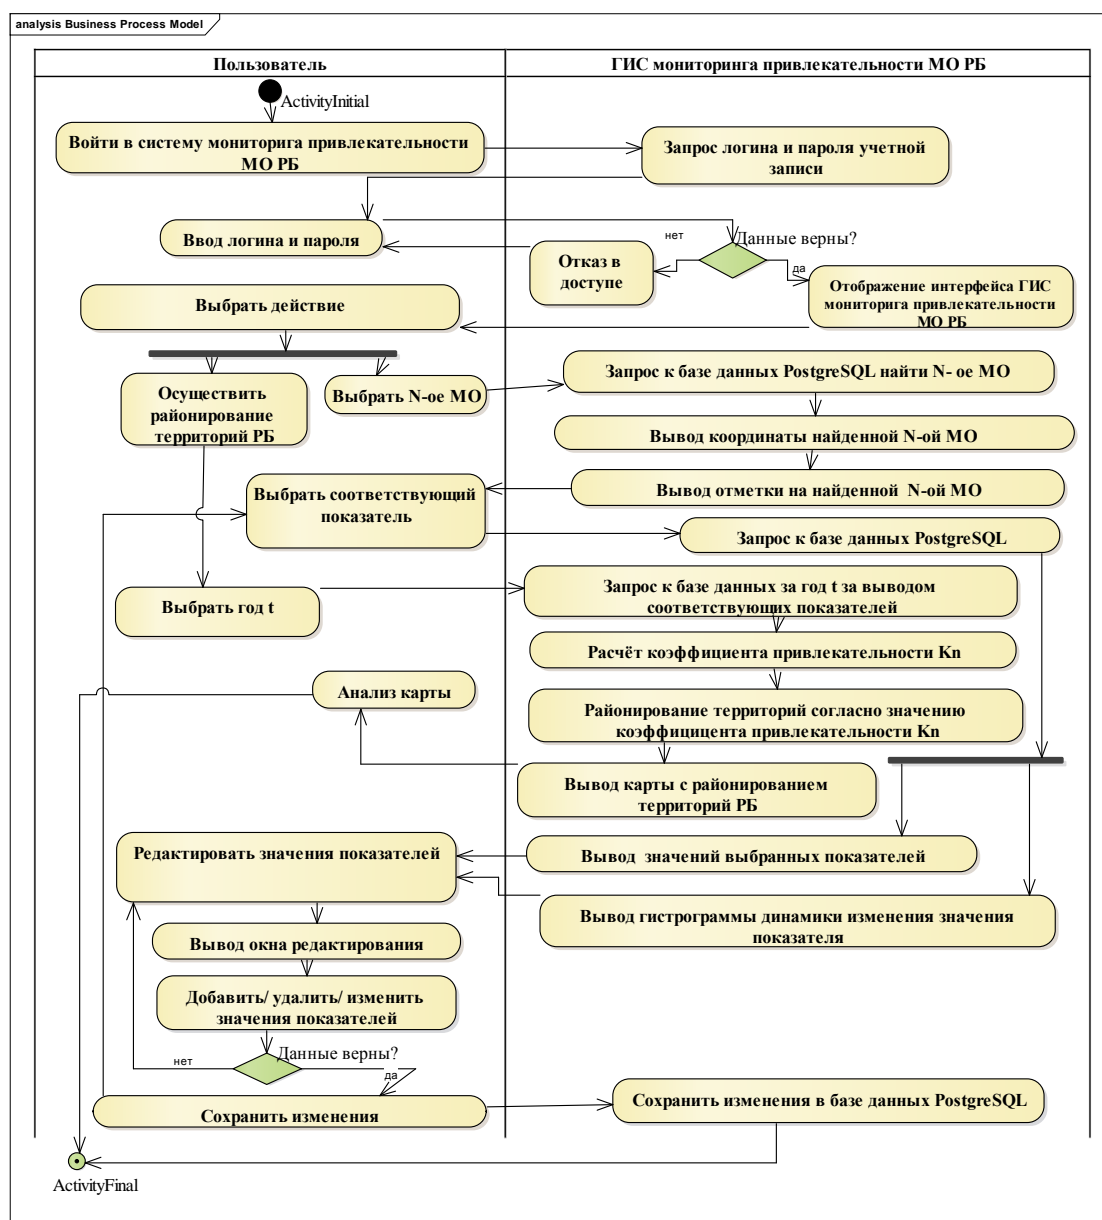 analysis Business Process Model
Пользователь
ГИС мониторинга привлекательности МО РБ
ActivityInitial
Войти в систему монитоpига привлекательности
МО РБ
Запрос логина и пароля учетной
записи
Ввод логина и пароля
нет
Данные верны?
Отказ в
доступе
да
Отображение интерфейса ГИС
мониторига привлекательности
МО РБ
Выбрать действие
Осуществить
районирование
территорий РБ
Выбрать N-ое МО
Запрос к базе данных PostgreSQL найти N- ое МО
Вывод координаты найденной N-ой МО
Выбрать соответствующий
показатель
Вывод отметки на найденной N-ой МО
Запрос к базе данных PostgreSQL
Выбрать год t
Запрос к базе данных за год t за выводом
соответствующих показателей
Расчёт коэффициента привлекательности Kn
Анализ карты
Районирование территорий согласно значению
коэффицицента привлекательности Kn
Вывод карты с районированием
территорий РБ
Редактировать значения показателей
Вывод значений выбранных показателей
Вывод гистрограммы динамики изменения значения
показателя
Вывод окна редактирования
Добавить/ удалить/ изменить
значения показателей
нет
Данные верны?
да
Сохранить изменения
Сохранить изменения в базе данных PostgreSQL
ActivityFinal